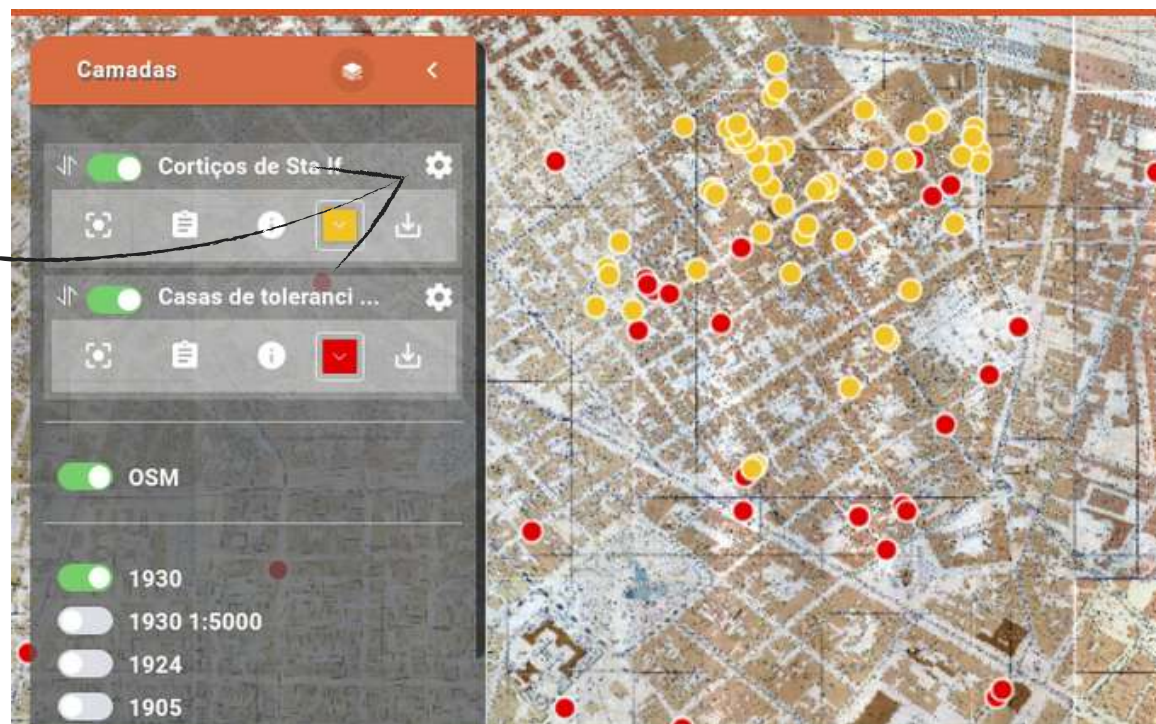 Camadas
Cortiços de Sta If
Casas de toleranci ...
OSM
1930
1930 1:5000
1924
1905